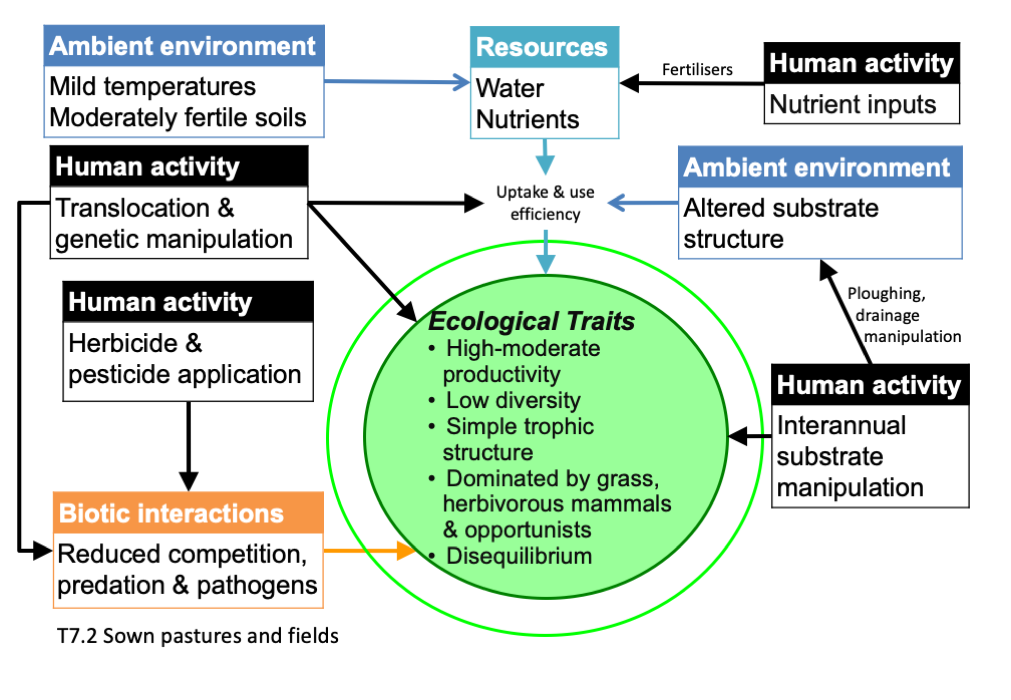 Ambient environment
Mild temperatures
Moderately fertile soils
Resources
Water
Nutrients
Fertilisers
Human activity
Nutrient inputs
Human activity
Translocation &
genetic manipulation
Uptake & use
efficiency
Ambient environment
Altered substrate
structure
Human activity
Herbicide &
pesticide application
Ploughing,
drainage
manipulation
Ecological Traits
• High-moderate
productivity
• Low diversity
• Simple trophic
structure
• Dominated by grass,
herbivorous mammals
& opportunists
• Disequilibrium
Human activity
Interannual
substrate
manipulation
Biotic interactions
Reduced competition,
predation & pathogens
T7.2 Sown pastures and fields